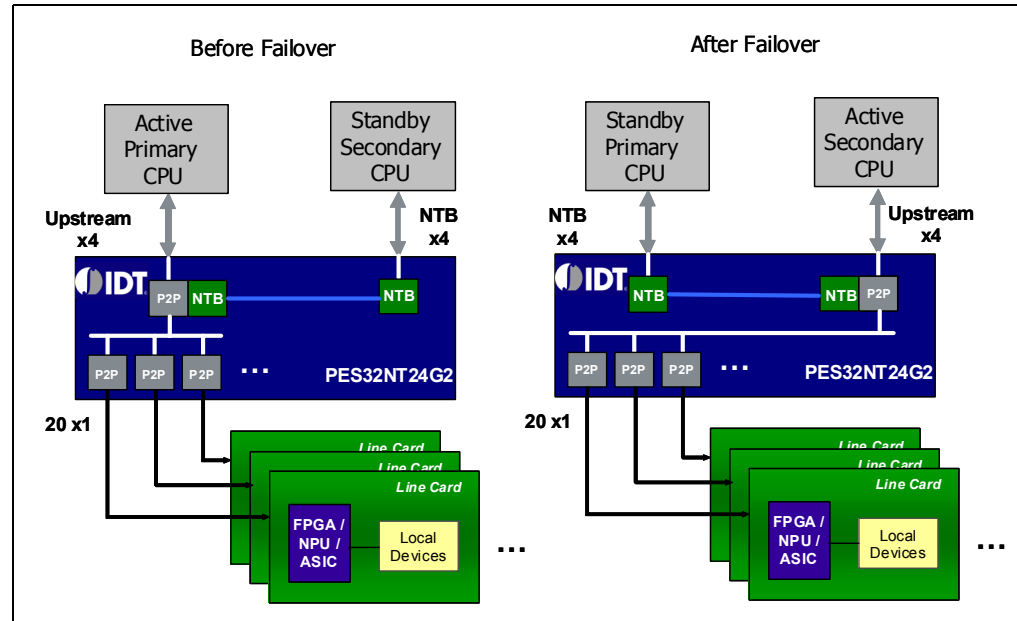 Before Failover
After Failover
Active
Primary
CPU
Standby
Secondary
CPU
Upstream
x4
NTB
x4
IDT
P2P
NTB
NTB
P2P
P2P
P2P
...
PES32NT24G2
20 x1
Line Card
Line Card
Line Card
FPGA /
NPU /
ASIC
Local
Devices
...
Standby
Primary
CPU
Active
Secondary
CPU
NTB
x4
Upstream
x4
IDT
NTB
NTB
P2P
P2P
P2P
P2P
...
PES32NT24G2
20 x1
Line Card
Line Card
Line Card
FPGA /
NPU /
ASIC
Local
Devices
...